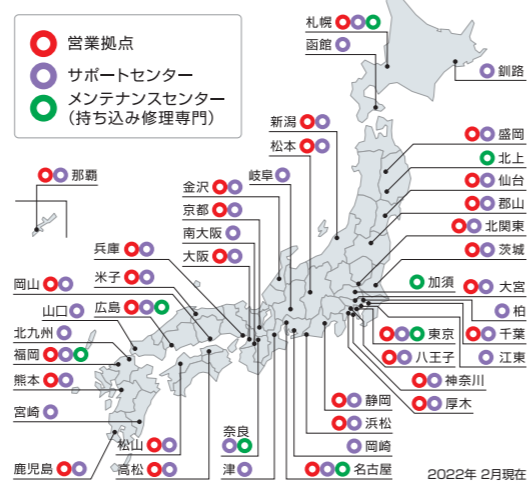 営業拠点
サポートセンター
メンテナンスセンター
(持ち込み修理専門)
札幌
函館
釧路
新潟
松本
盛岡
北上
仙台
郡山
北関東
茨城
那覇
金沢
岐阜
京都
南大阪
大阪
兵庫
米子
岡山
山口
広島
北九州
福岡
熊本
宮崎
鹿児島
松山
高松
奈良
津
加須
大宮
柏
東京
千葉
八王子
江東
神奈川
厚木
静岡
浜松
岡崎
名古屋
2022年 2月現在